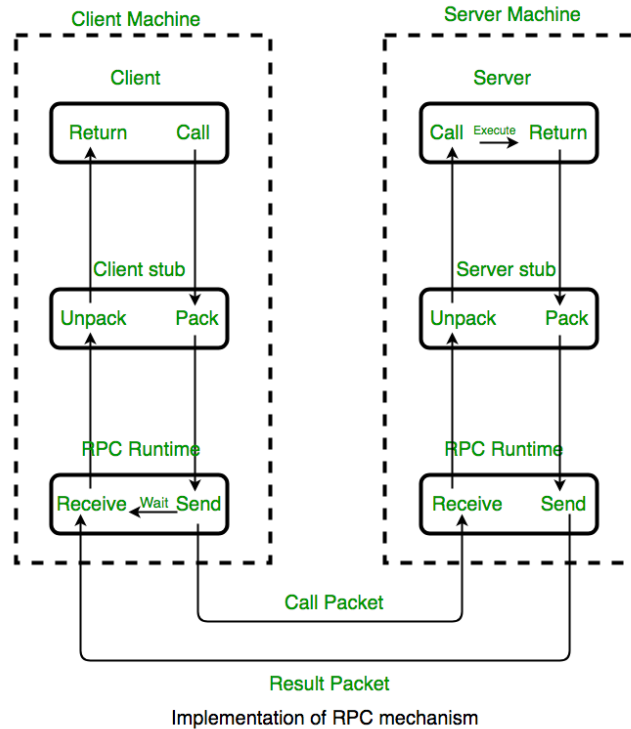 Client Machine
Server Machine
Client
Server
Return Call
Call Execute Return
Client stub
Server stub
Unpack Pack
Unpack Pack
RPC Runtime
RPC Runtime
Receive Wait Send
Receive Send
Call Packet
Result Packet
Implementation of RPC mechanism